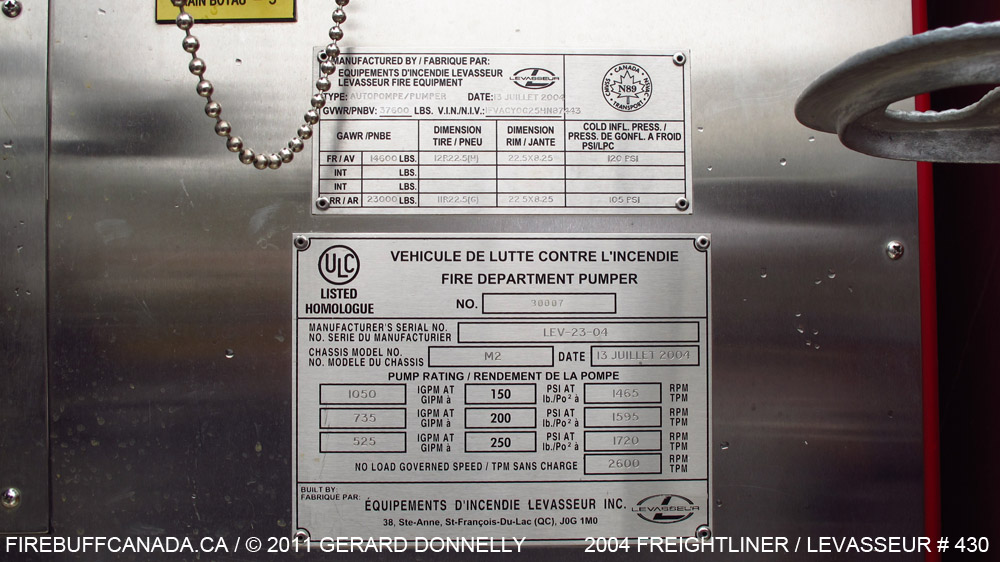 MAIN BOYAU 3
MANUFACTURED BY / FABRIQUE PAR:
EQUIPEMENTS D'INCENDIE LEVASSEUR
LEVASSEUR FIRE EQUIPMENT
LEVASSEUR
CANADA
N89
TRANSPORT
TYPE: AUTOPOMPE/PUMPER DATE: 13 JUILLET 2004
GVWR/PNBV: 37600 LBS. V.I.N./N.I.V.:
GAWR /PNBE
DIMENSION TIRE / PNEU
DIMENSION RIM / JANTE
COLD INFL. PRESS. / PRESS. DE GONFL. A FROID PSI/LPC
FR / AV 14600 LBS. 12R22.5(M) 22.5X8.25 120 PSI
INT LBS.
INT LBS.
RR / AR 23000 LBS. 11R22.5(G) 22.5X8.25 105 PSI
ULC
LISTED
HOMOLOGUE
VEHICULE DE LUTTE CONTRE L'INCENDIE
FIRE DEPARTMENT PUMPER
NO. 30007
MANUFACTURER'S SERIAL NO.
NO. SERIE DU MANUFACTURIER
LEV-23-04
CHASSIS MODEL NO.
NO. MODELE DU CHASSIS
M2 DATE 13 JUILLET 2004
PUMP RATING / RENDEMENT DE LA POMPE
1050 IGPM AT GIPM à 150 PSI AT lb./Po² à 1465 RPM TPM
735 IGPM AT GIPM à 200 PSI AT lb./Po² à 1595 RPM TPM
525 IGPM AT GIPM à 250 PSI AT lb./Po² à 1720 RPM TPM
NO LOAD GOVERNED SPEED / TPM SANS CHARGE 2600 RPM TPM
BUILT BY:
FABRIQUE PAR:
ÉQUIPEMENTS D'INCENDIE LEVASSEUR INC.
LEVASSEUR
38, Ste-Anne, St-François-Du-Lac (QC), J0G 1M0
FIREBUFFCANADA.CA / © 2011 GERARD DONNELLY 2004 FREIGHTLINER / LEVASSEUR # 430